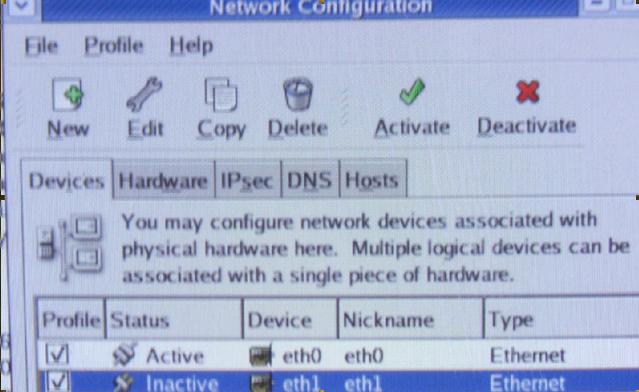 Network Configuration
File Profile Help
New Edit Copy Delete Activate Deactivate
Devices Hardware IPsec DNS Hosts
You may configure network devices associated with
physical hardware here. Multiple logical devices can be
associated with a single piece of hardware.
Profile Status Device Nickname Type
Active eth0 eth0 Ethernet
Inactive eth1 eth1 Ethernet